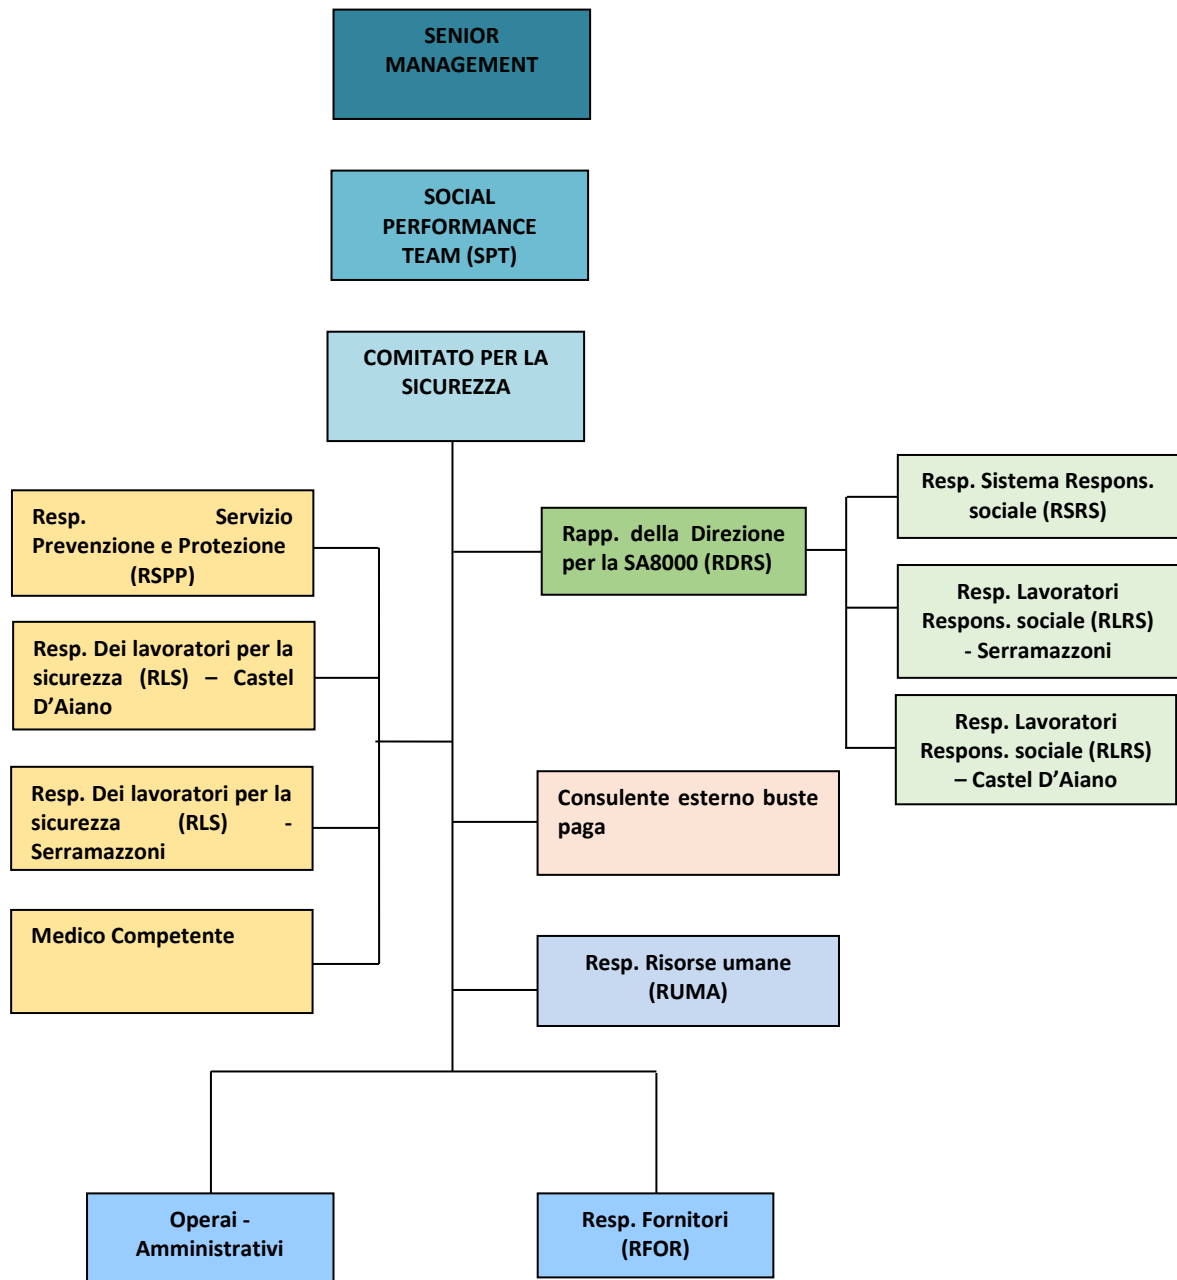 SENIOR
MANAGEMENT
SOCIAL
PERFORMANCE
TEAM (SPT)
COMITATO PER LA
SICUREZZA
Resp. Servizio
Prevenzione e Protezione
(RSPP)
Resp. Dei lavoratori per la
sicurezza (RLS) – Castel
D’Aiano
Resp. Dei lavoratori per la
sicurezza (RLS) -
Serramazzoni
Medico Competente
Rapp. della Direzione
per la SA8000 (RDRS)
Resp. Sistema Respons.
sociale (RSRS)
Resp. Lavoratori
Respons. sociale (RLRS)
- Serramazzoni
Resp. Lavoratori
Respons. sociale (RLRS)
– Castel D’Aiano
Consulente esterno buste
paga
Resp. Risorse umane
(RUMA)
Operai -
Amministrativi
Resp. Fornitori
(RFOR)